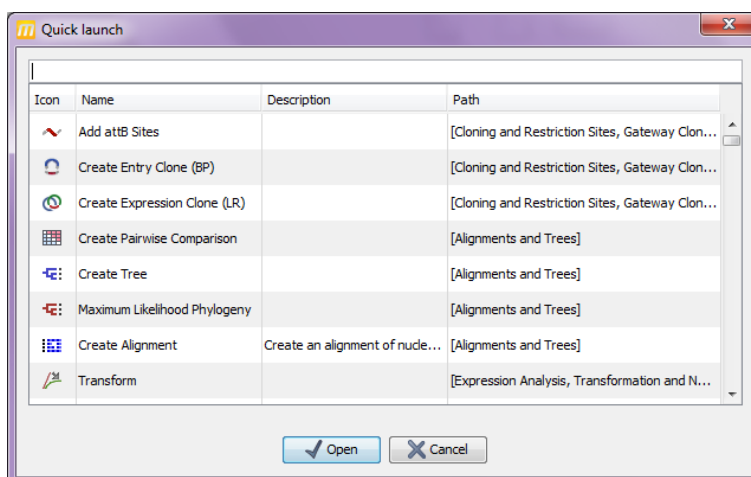 Quick launch
Icon Name Description Path
Add attB Sites [Cloning and Restriction Sites, Gateway Clon...
Create Entry Clone (BP) [Cloning and Restriction Sites, Gateway Clon...
Create Expression Clone (LR) [Cloning and Restriction Sites, Gateway Clon...
Create Pairwise Comparison [Alignments and Trees]
Create Tree [Alignments and Trees]
Maximum Likelihood Phylogeny [Alignments and Trees]
Create Alignment Create an alignment of nucle... [Alignments and Trees]
Transform [Expression Analysis, Transformation and N...
Open Cancel